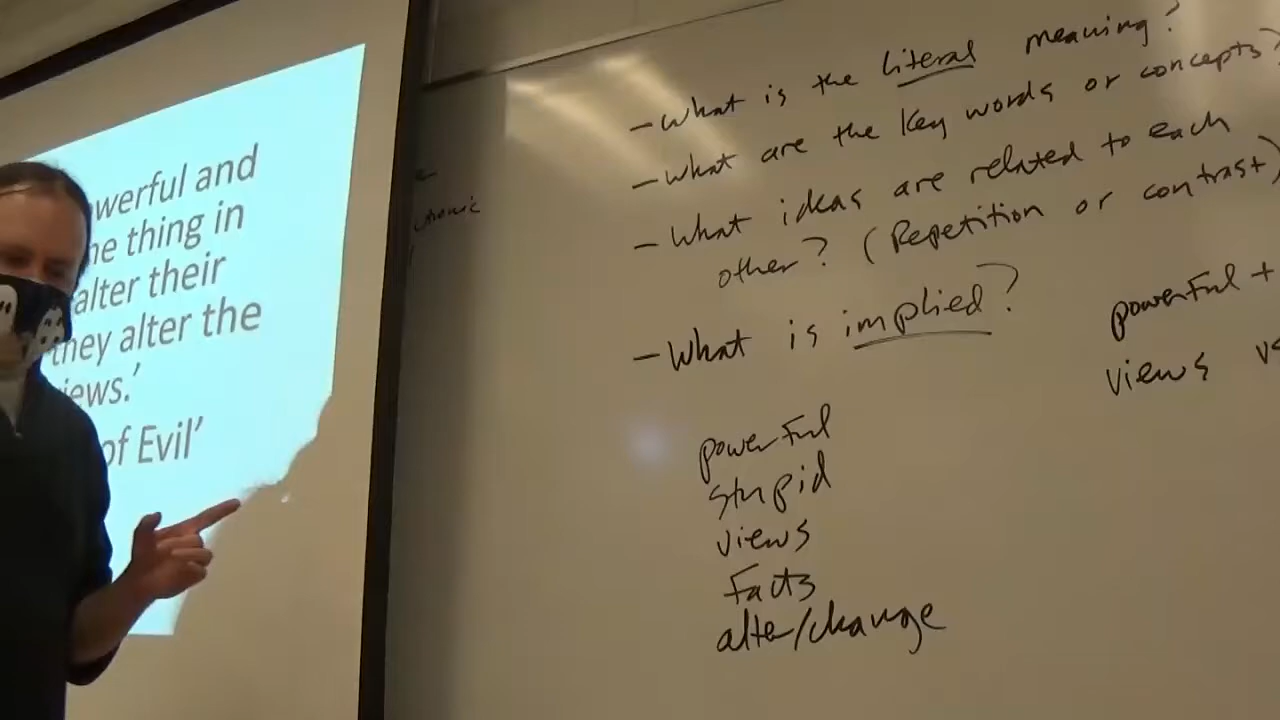 werful and
he thing in
alter their
they alter the
iews.'
of Evil'
– What is the literal meaning?
– What are the key words or concepts?
– What ideas are related to each
other? (Repetition or contrast)
– What is implied?
powerful +
views vs
powerful
stupid
views
Facts
alter/change